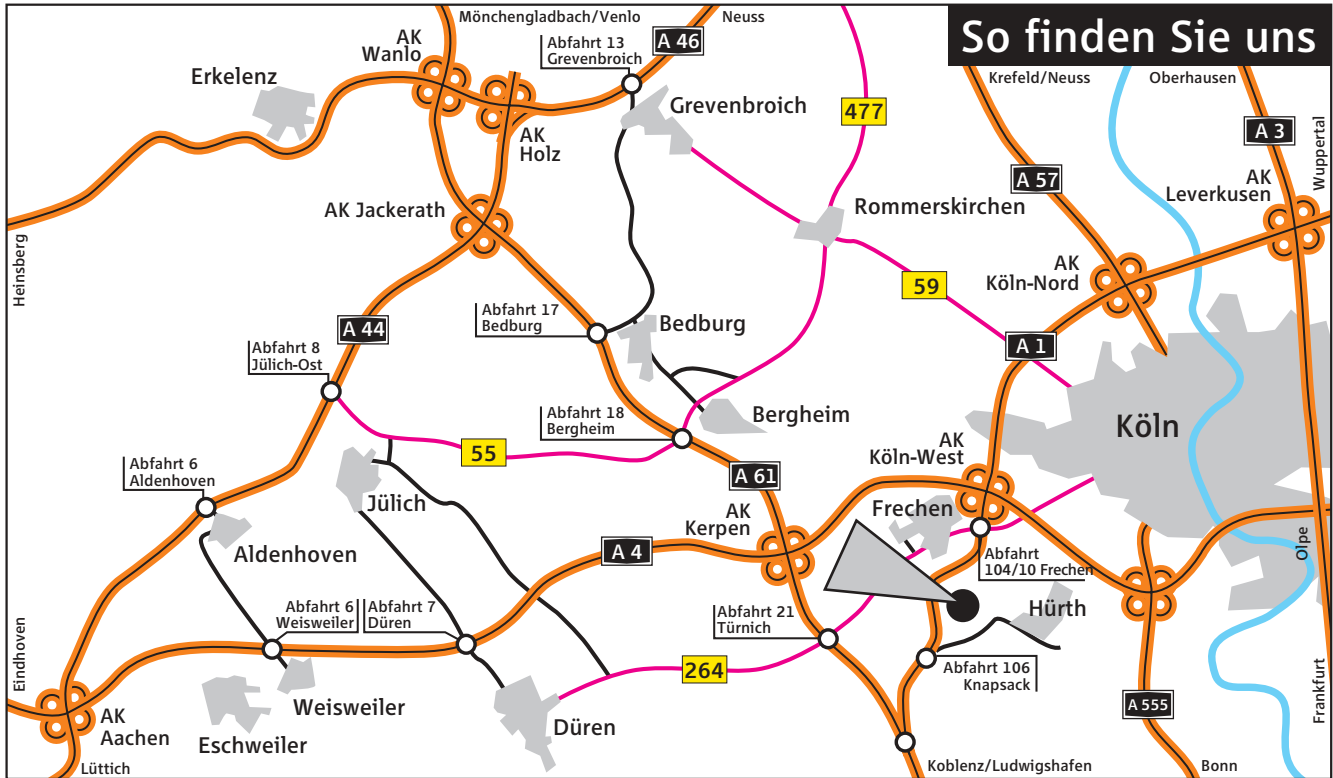 So finden Sie uns
Mönchengladbach/Venlo
Neuss
AK
Wanlo
Abfahrt 13
Grevenbroich
A 46
Krefeld/Neuss
Oberhausen
Erkelenz
Grevenbroich
477
A 3
Wuppertal
AK
Holz
A 57
AK
Leverkusen
AK Jackerath
Rommerskirchen
Heinsberg
AK
Köln-Nord
59
Abfahrt 17
Bedburg
Bedburg
A 44
A 1
Abfahrt 8
Jülich-Ost
Abfahrt 18
Bergheim
Bergheim
Köln
55
AK
Köln-West
Abfahrt 6
Aldenhoven
A 61
Jülich
AK
Kerpen
Frechen
Aldenhoven
A 4
Abfahrt
104/10 Frechen
Olpe
Abfahrt 6
Weisweiler
Abfahrt 7
Düren
Abfahrt 21
Türnich
Hürth
Eindhoven
264
Abfahrt 106
Knapsack
Frankfurt
Weisweiler
A 555
AK
Aachen
Eschweiler
Düren
Lüttich
Koblenz/Ludwigshafen
Bonn